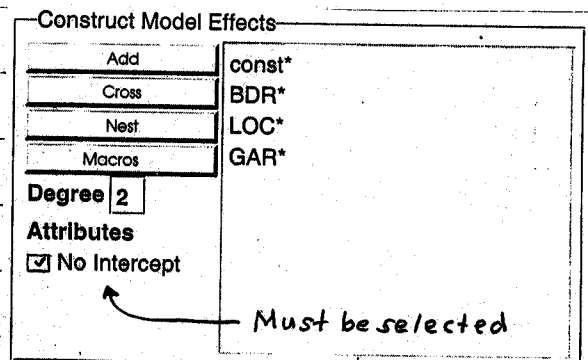 Construct Model Effects
Add
Cross
Nest
Macros
Degree 2
Attributes
No Intercept
const*
BDR*
LOC*
GAR*
Must be selected